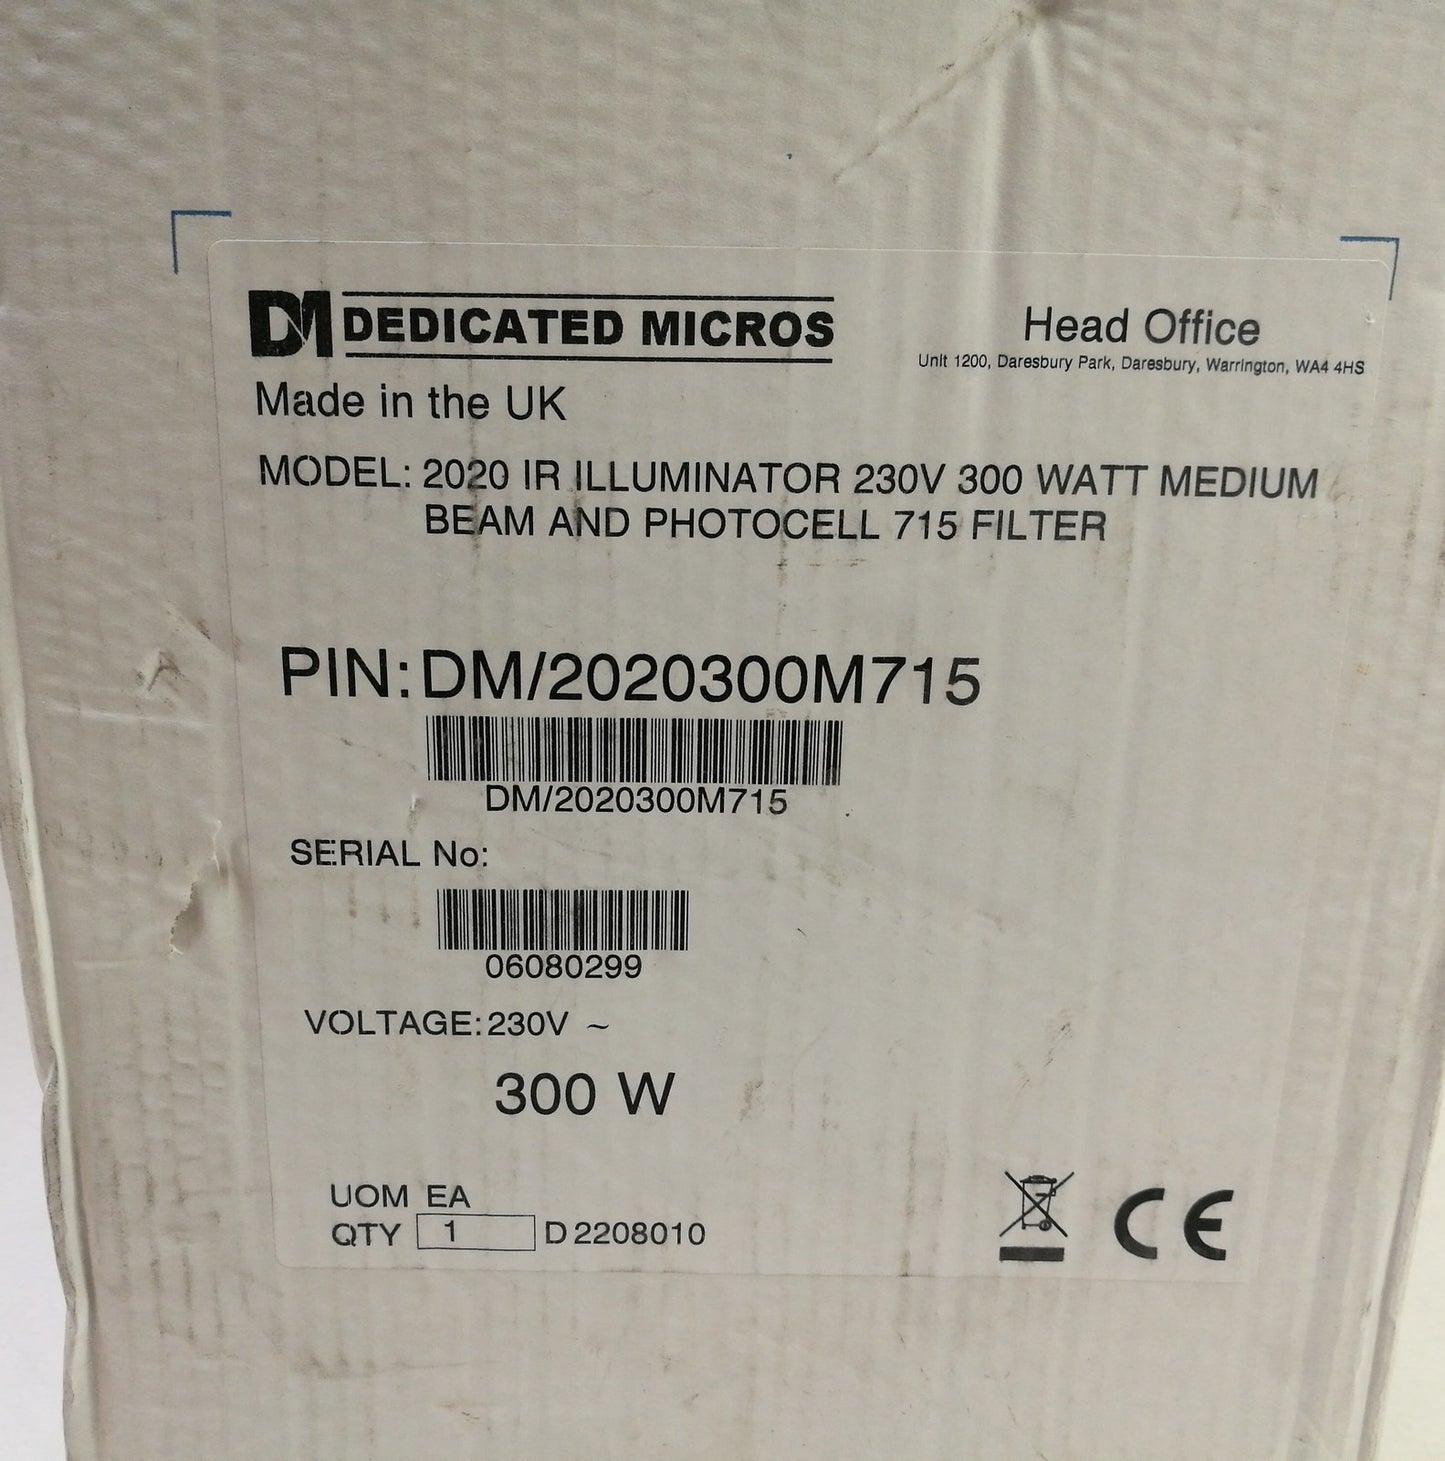 DM DEDICATED MICROS
Head Office
Unit 1200, Daresbury Park, Daresbury, Warrington, WA4 4HS
Made in the UK
MODEL: 2020 IR ILLUMINATOR 230V 300 WATT MEDIUM
BEAM AND PHOTOCELL 715 FILTER
PIN: DM/2020300M715
DM/2020300M715
SERIAL No:
06080299
VOLTAGE: 230V ~
300 W
UOM EA
QTY 1 D 2208010
CE